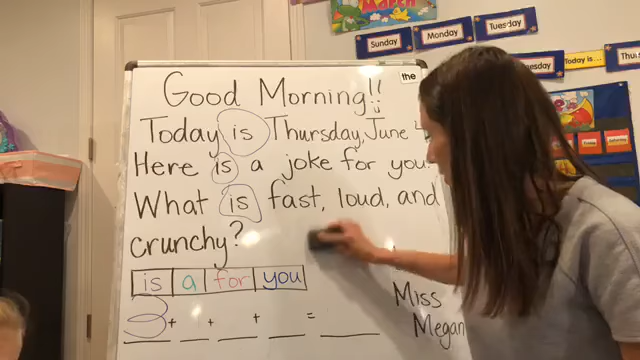 March
Sunday
Monday
Tuesday
Today is...
the
Good Morning!!
Today is Thursday, June 4
Here is a joke for you.
What is fast, loud, and
crunchy?
is a for you
+ + + =
Miss
Megan